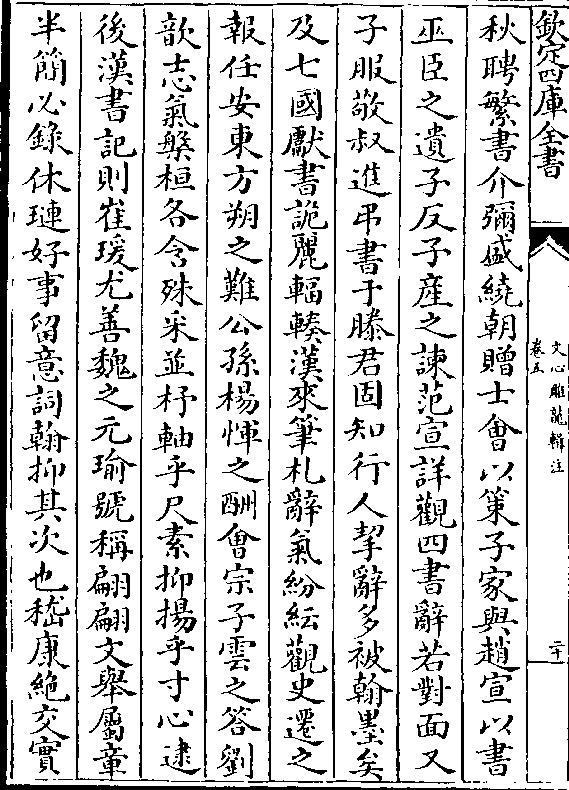 欽定四庫全書
文心雕龍輯注
卷五
二十
秋聘繁書介彌盛繞朝贈士會以策子家與趙宣以書
巫臣之遺子反子産之諫范宣詳觀四書辭若對面又
子服敬叔進弔書于滕君固知行人挈辭多被翰墨矣
及七國獻書詭麗輻輳漢來筆札辭氣紛紜觀史遷之
報任安東方朔之難公孫楊惲之酬會宗子雲之答劉
歆志氣槃桓各含殊采並杼軸乎尺素抑揚乎寸心逮
後漢書記則崔瑗尤善魏之元瑜號稱翩翩文舉屬章
半簡必錄休璉好事留意詞翰抑其次也嵇康絶交實